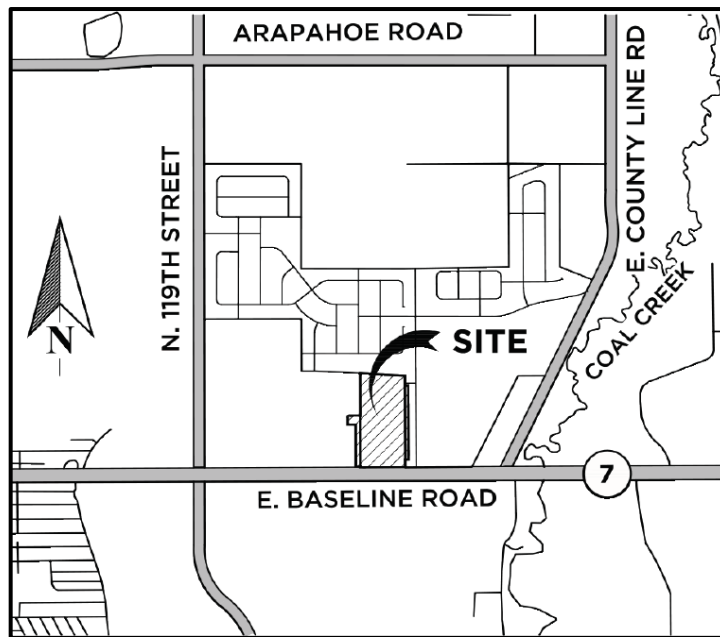 ARAPAHOE ROAD
E. COUNTY LINE RD
N. 119TH STREET
N
SITE
COAL CREEK
7
E. BASELINE ROAD